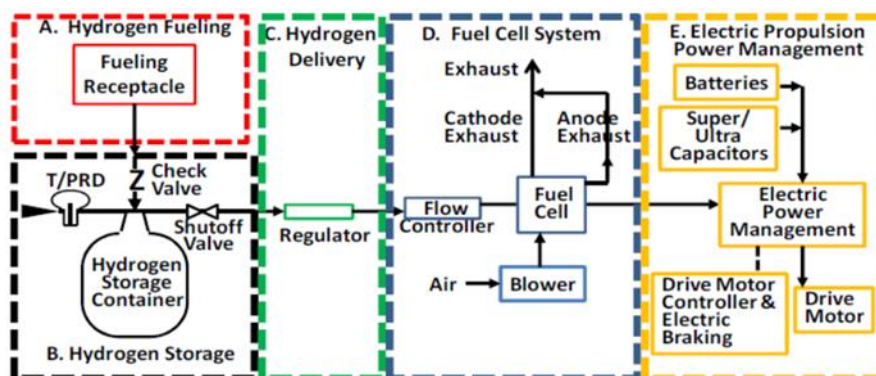 A. Hydrogen Fueling
Fueling
Receptacle
T/PRD
Z
Check
Valve
Shutoff
Valve
Hydrogen
Storage
Container
B. Hydrogen Storage
C. Hydrogen
Delivery
Regulator
D. Fuel Cell System
Exhaust
Cathode
Exhaust
Anode
Exhaust
Flow
Controller
Fuel
Cell
Air
Blower
E. Electric Propulsion
Power Management
Batteries
Super/
Ultra
Capacitors
Electric
Power
Management
Drive Motor
Controller &
Electric
Braking
Drive
Motor